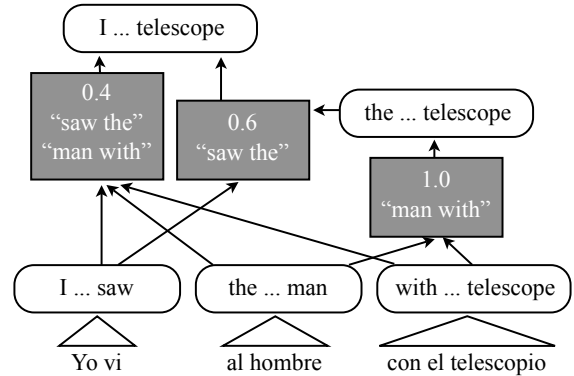 I ... telescope
0.4
“saw the”
“man with”
0.6
“saw the”
the ... telescope
1.0
“man with”
I ... saw
the ... man
with ... telescope
Yo vi
al hombre
con el telescopio